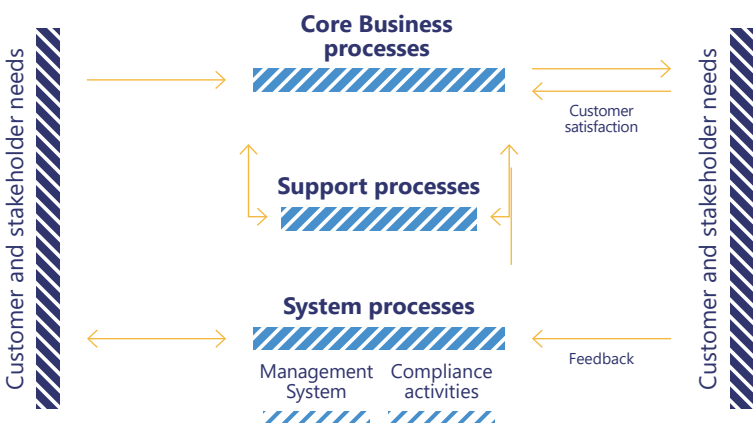 Customer and stakeholder needs
Core Business
processes
Customer
satisfaction
Support processes
System processes
Feedback
Management
System
Compliance
activities
Customer and stakeholder needs